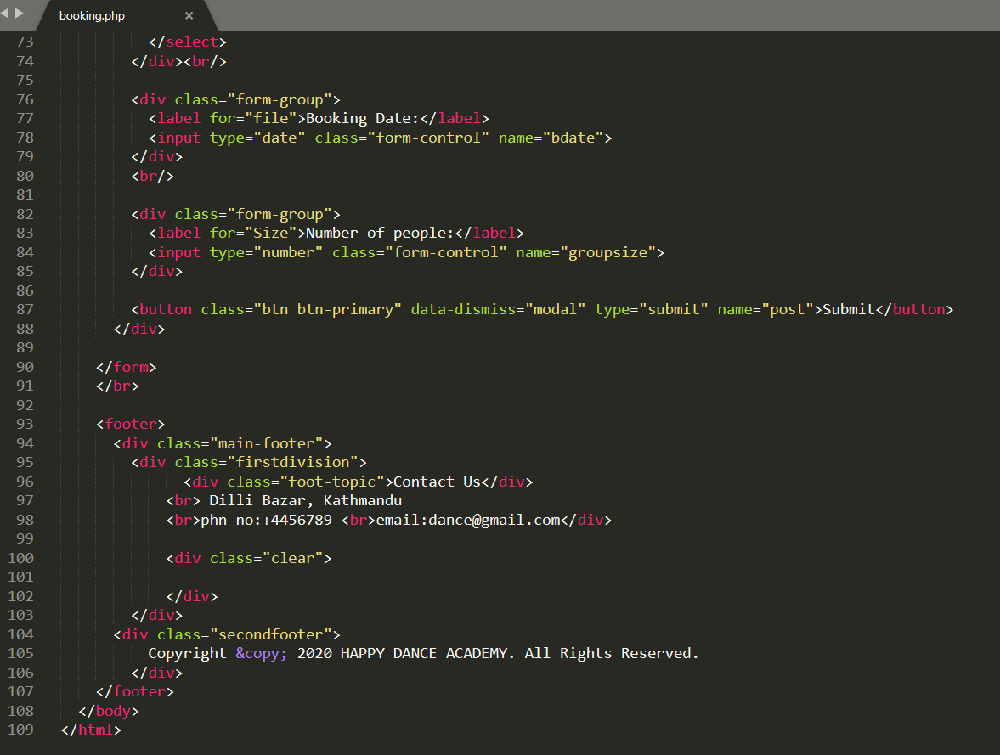 booking.php ×
73 </select>
74 </div><br/>
75
76 <div class="form-group">
77 <label for="file">Booking Date:</label>
78 <input type="date" class="form-control" name="bdate">
79 </div>
80 <br/>
81
82 <div class="form-group">
83 <label for="Size">Number of people:</label>
84 <input type="number" class="form-control" name="groupsize">
85 </div>
86
87 <button class="btn btn-primary" data-dismiss="modal" type="submit" name="post">Submit</button>
88 </div>
89
90 </form>
91 </br>
92
93 <footer>
94 <div class="main-footer">
95 <div class="firstdivision">
96 <div class="foot-topic">Contact Us</div>
97 <br> Dilli Bazar, Kathmandu
98 <br>phn no:+4456789 <br>email:dance@gmail.com</div>
99
100 <div class="clear">
101
102 </div>
103 </div>
104 <div class="secondfooter">
105 Copyright &copy; 2020 HAPPY DANCE ACADEMY. All Rights Reserved.
106 </div>
107 </footer>
108 </body>
109 </html>